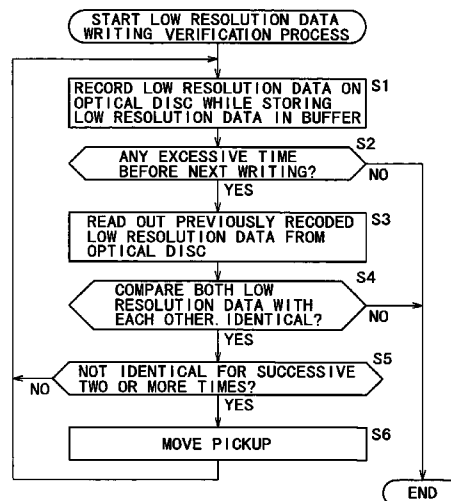 START LOW RESOLUTION DATA
WRITING VERIFICATION PROCESS
S1
RECORD LOW RESOLUTION DATA ON
OPTICAL DISC WHILE STORING
LOW RESOLUTION DATA IN BUFFER
S2
ANY EXCESSIVE TIME
BEFORE NEXT WRITING?
NO
YES
S3
READ OUT PREVIOUSLY RECODED
LOW RESOLUTION DATA FROM
OPTICAL DISC
S4
COMPARE BOTH LOW
RESOLUTION DATA WITH
EACH OTHER. IDENTICAL?
NO
YES
S5
NOT IDENTICAL FOR SUCCESSIVE
TWO OR MORE TIMES?
NO
YES
S6
MOVE PICKUP
END